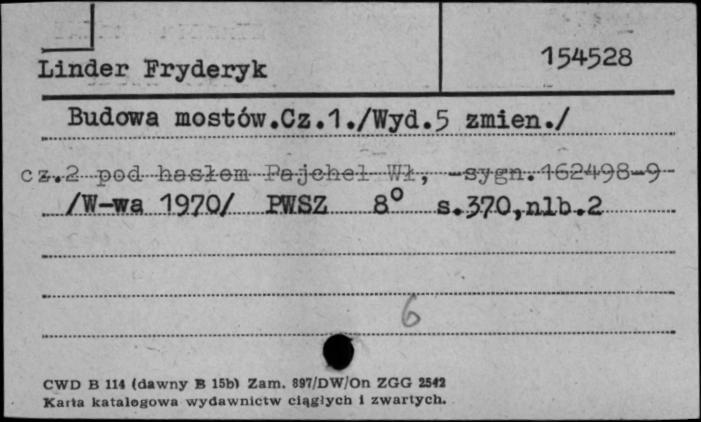 Linder Fryderyk
154528
Budowa mostów.Cz.1./Wyd.5 zmien./
cz.2 pod hasłem Pajchel Wł, -sygn.162498-9-
/W-wa 1970/ PWSZ 8° s.370,nlb.2
6
CWD B 114 (dawny B 15b) Zam. 897/DW/On ZGG 2542
Karta katalogowa wydawnictw ciągłych i zwartych.